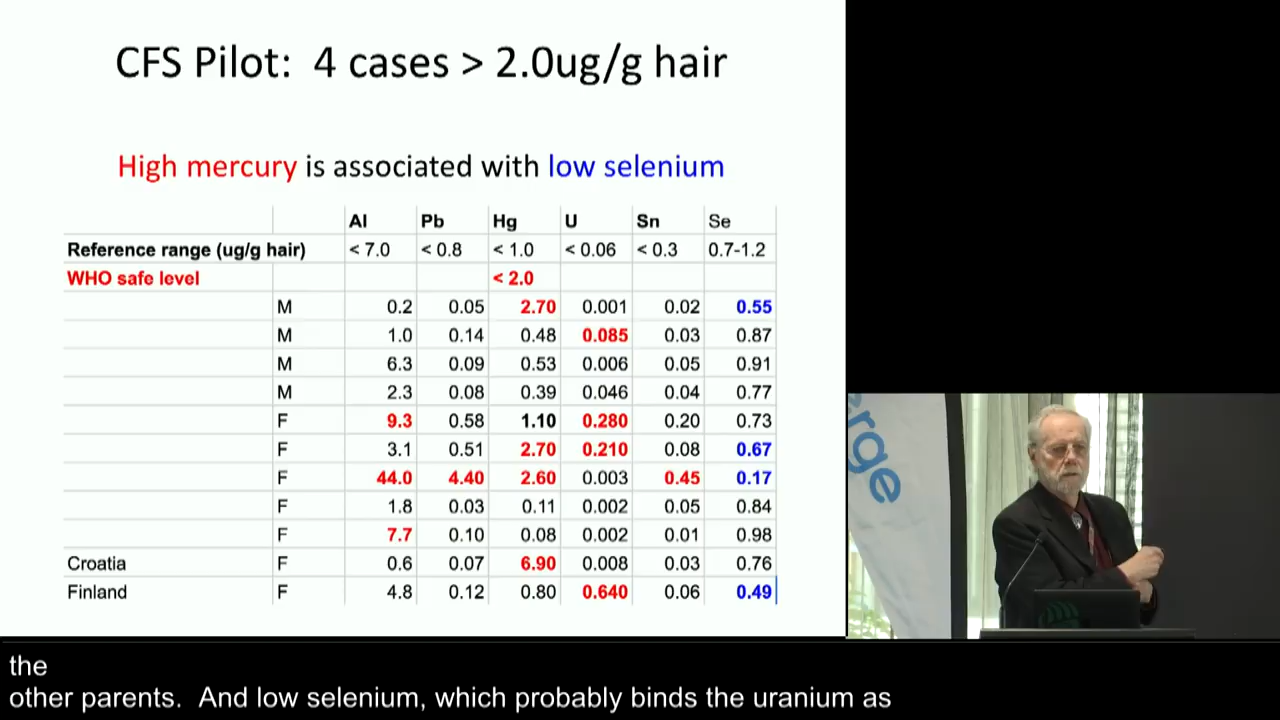 CFS Pilot: 4 cases > 2.0ug/g hair
High mercury is associated with low selenium
Al Pb Hg U Sn Se
Reference range (ug/g hair) < 7.0 < 0.8 < 1.0 < 0.06 < 0.3 0.7-1.2
WHO safe level < 2.0
M 0.2 0.05 2.70 0.001 0.02 0.55
M 1.0 0.14 0.48 0.085 0.03 0.87
M 6.3 0.09 0.53 0.006 0.05 0.91
M 2.3 0.08 0.39 0.046 0.04 0.77
F 9.3 0.58 1.10 0.280 0.20 0.73
F 3.1 0.51 2.70 0.210 0.08 0.67
F 44.0 4.40 2.60 0.003 0.45 0.17
F 1.8 0.03 0.11 0.002 0.05 0.84
F 7.7 0.10 0.08 0.002 0.01 0.98
Croatia F 0.6 0.07 6.90 0.008 0.03 0.76
Finland F 4.8 0.12 0.80 0.640 0.06 0.49
erge
the
other parents. And low selenium, which probably binds the uranium as